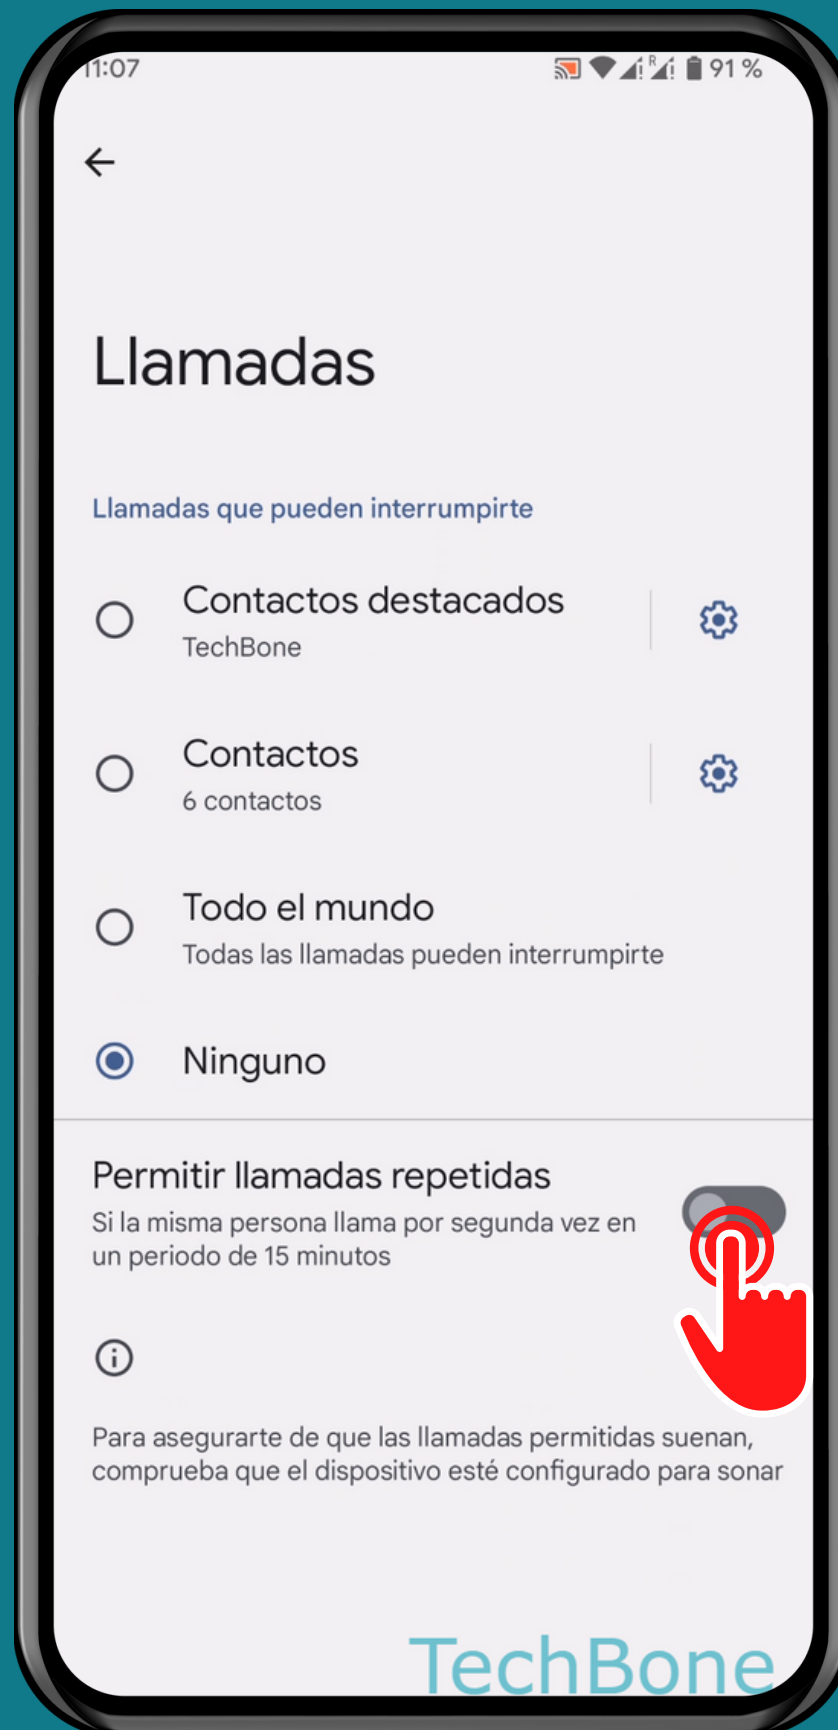 11:07
R
91 %
Llamadas
Llamadas que pueden interrumpirte
Contactos destacados
TechBone
Contactos
6 contactos
Todo el mundo
Todas las llamadas pueden interrumpirte
Ninguno
Permitir llamadas repetidas
Si la misma persona llama por segunda vez en
un periodo de 15 minutos
Para asegurarte de que las llamadas permitidas suenan,
comprueba que el dispositivo esté configurado para sonar
TechBone